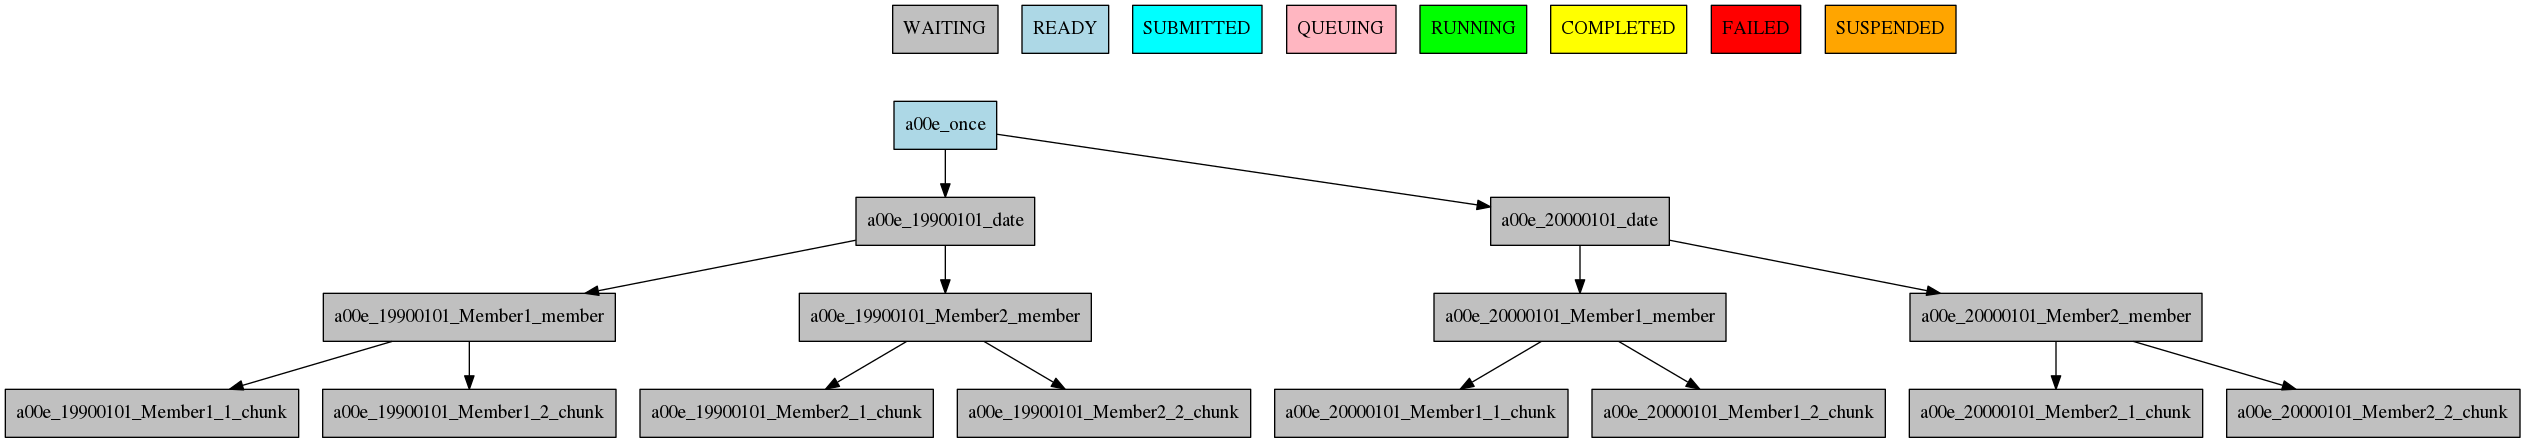 WAITING READY SUBMITTED QUEUING RUNNING COMPLETED FAILED SUSPENDED
a00e_once
a00e_19900101_date a00e_20000101_date
a00e_19900101_Member1_member a00e_19900101_Member2_member a00e_20000101_Member1_member a00e_20000101_Member2_member
a00e_19900101_Member1_1_chunk a00e_19900101_Member1_2_chunk a00e_19900101_Member2_1_chunk a00e_19900101_Member2_2_chunk a00e_20000101_Member1_1_chunk a00e_20000101_Member1_2_chunk a00e_20000101_Member2_1_chunk a00e_20000101_Member2_2_chunk